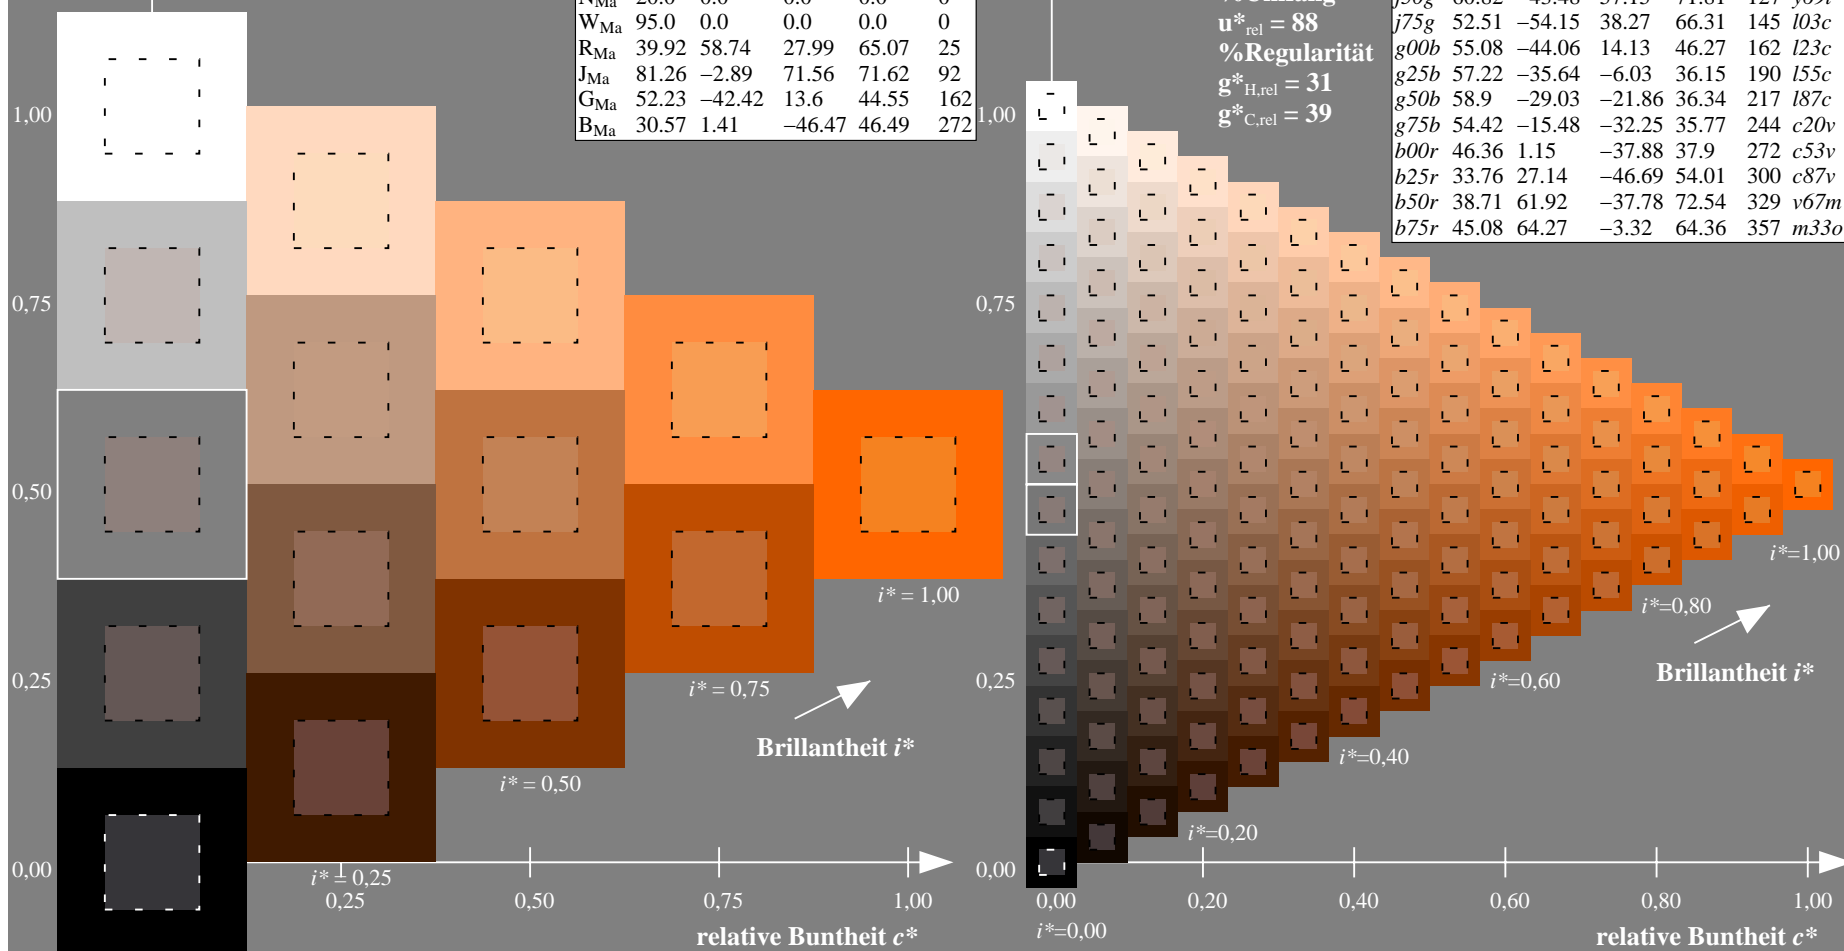 W_Ma 95.0 0.0 0.0 0.0 0
R_Ma 39.92 58.74 27.99 65.07 25
J_Ma 81.26 −2.89 71.56 71.62 92
G_Ma 52.23 −42.42 13.6 44.55 162
B_Ma 30.57 1.41 −46.47 46.49 272
u*rel = 88
%Regularität
g*H,rel = 31
g*C,rel = 39
j75g 52.51 −54.15 38.27 66.31 145 l03c
g00b 55.08 −44.06 14.13 46.27 162 l23c
g25b 57.22 −35.64 −6.03 36.15 190 l55c
g50b 58.9 −29.03 −21.86 36.34 217 l87c
g75b 54.42 −15.48 −32.25 35.77 244 c20v
b00r 46.36 1.15 −37.88 37.9 272 c53v
b25r 33.76 27.14 −46.69 54.01 300 c87v
b50r 38.71 61.92 −37.78 72.54 329 v67m
b75r 45.08 64.27 −3.32 64.36 357 m33o
1,00
0,75
0,50
0,25
0,00
i* = 1,00
i* = 0,75
Brillantheit i*
i* = 0,50
i* = 0,25
0,25 0,50 0,75 1,00
relative Buntheit c*
1,00
0,75
0,25
0,00
i*=1,00
i*=0,80
Brillantheit i*
i*=0,60
i*=0,40
i*=0,20
0,00 0,20 0,40 0,60 0,80 1,00
i*=0,00
relative Buntheit c*